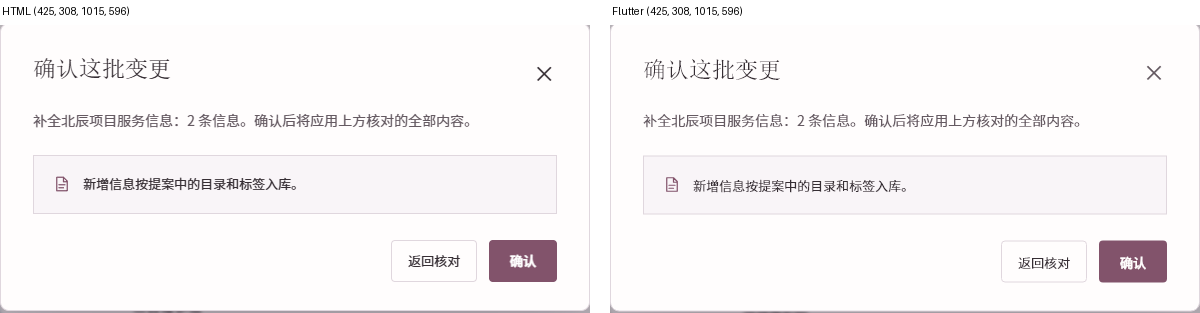 HTML (425, 308, 1015, 596)
确认这批变更
补全北辰项目服务信息：2 条信息。确认后将应用上方核对的全部内容。
新增信息按提案中的目录和标签入库。
返回核对 确认
Flutter (425, 308, 1015, 596)
确认这批变更
补全北辰项目服务信息：2 条信息。确认后将应用上方核对的全部内容。
新增信息按提案中的目录和标签入库。
返回核对 确认